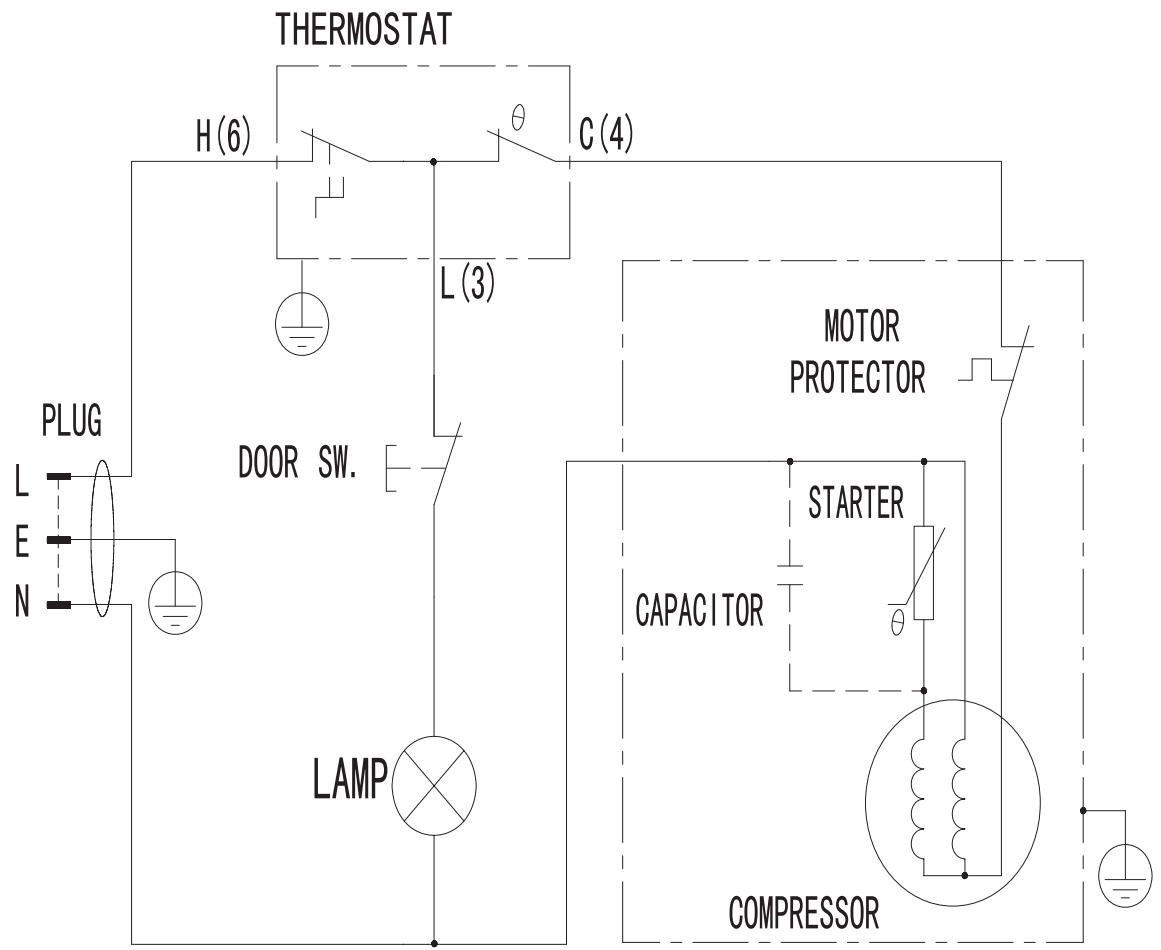 THERMOSTAT
H(6)
θ
C(4)
L(3)
MOTOR
PROTECTOR
PLUG
DOOR SW.
L
STARTER
E
N
CAPACITOR
θ
LAMP
COMPRESSOR